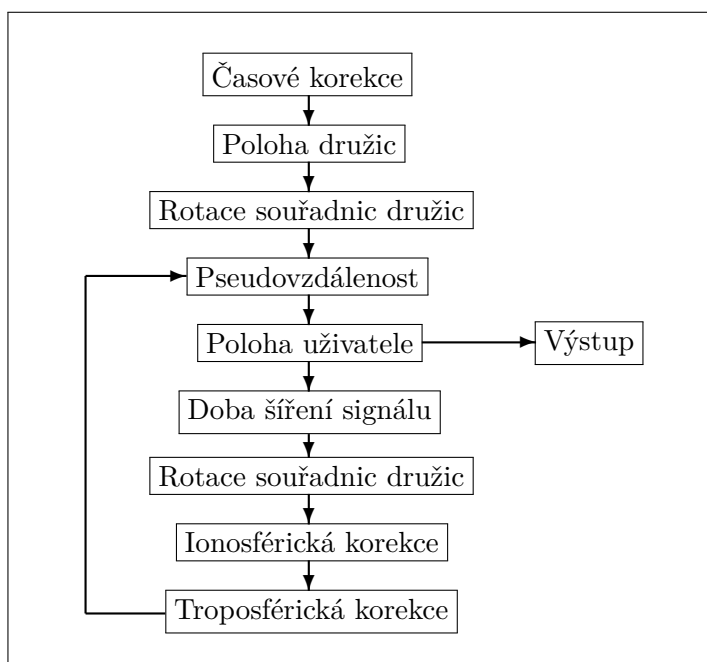 Časové korekce
Poloha družic
Rotace souřadnic družic
Pseudovzdálenost
Poloha uživatele
Výstup
Doba šíření signálu
Rotace souřadnic družic
Ionosférická korekce
Troposférická korekce